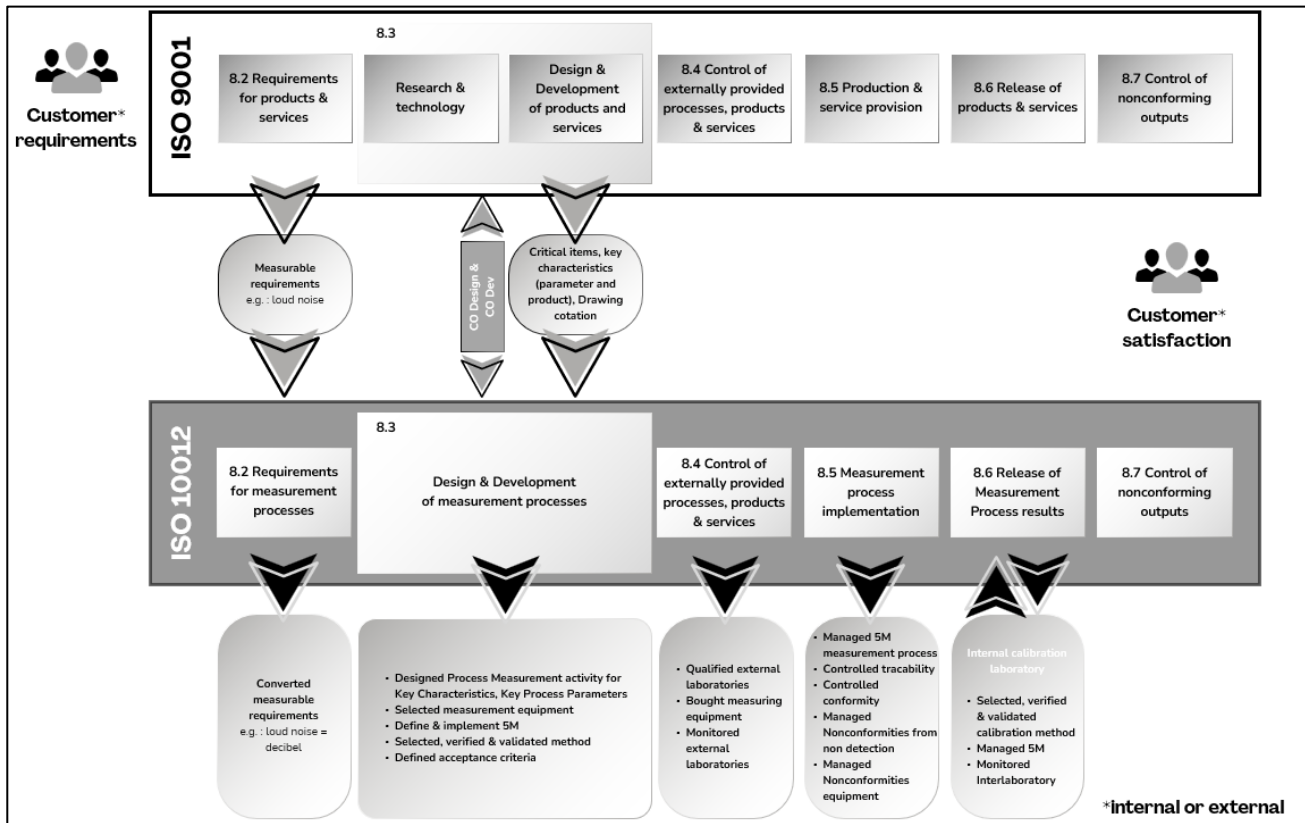 Customer*
requirements
ISO 9001
8.2 Requirements
for products &
services
8.3
Research &
technology
Design &
Development
of products and
services
8.4 Control of
externally provided
processes, products
& services
8.5 Production &
service provision
8.6 Release of
products & services
8.7 Control of
nonconforming
outputs
Measurable
requirements
e.g. : loud noise
CO Design &
CO Dev
Critical items, key
characteristics
(parameter and
product), Drawing
cotation
Customer*
satisfaction
ISO 10012
8.2 Requirements
for measurement
processes
8.3
Design & Development
of measurement processes
8.4 Control of
externally provided
processes, products
& services
8.5 Measurement
process
implementation
8.6 Release of
Measurement
Process results
8.7 Control of
nonconforming
outputs
Converted
measurable
requirements
e.g. : loud noise =
decibel
• Designed Process Measurement activity for
Key Characteristics, Key Process Parameters
• Selected measurement equipment
• Define & implement 5M
• Selected, verified & validated method
• Defined acceptance criteria
• Qualified external
laboratories
• Bought measuring
equipment
• Monitored
external
laboratories
• Managed 5M
measurement process
• Controlled tracability
• Controlled
conformity
• Managed
Nonconformities from
non detection
• Managed
Nonconformities
equipment
Internal calibration
laboratory
• Selected, verified
& validated
calibration method
• Managed 5M
• Monitored
Interlaboratory
*internal or external